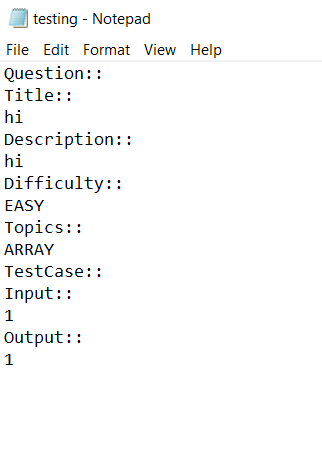 testing - Notepad
File Edit Format View Help
Question::
Title::
hi
Description::
hi
Difficulty::
EASY
Topics::
ARRAY
TestCase::
Input::
1
Output::
1